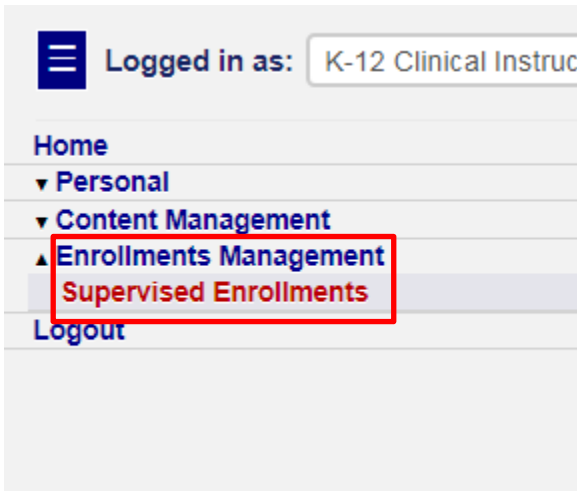 Logged in as: K-12 Clinical Instruc
Home
▾ Personal
▾ Content Management
▴ Enrollments Management
Supervised Enrollments
Logout